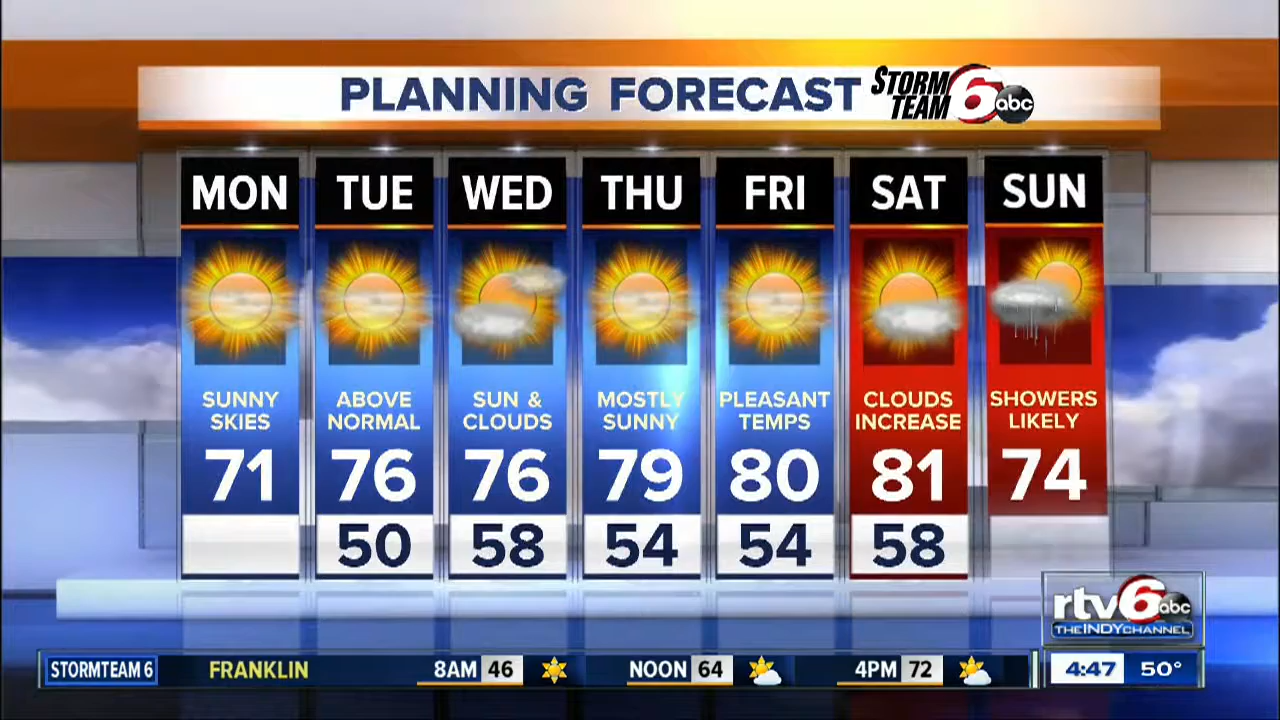 PLANNING FORECAST STORM TEAM 6 abc
MON TUE WED THU FRI SAT SUN
SUNNY SKIES
ABOVE NORMAL
SUN & CLOUDS
MOSTLY SUNNY
PLEASANT TEMPS
CLOUDS INCREASE
SHOWERS LIKELY
71 76 76 79 80 81 74
50 58 54 54 58
rtv6 abc
THE INDY CHANNEL
STORMTEAM 6 FRANKLIN 8AM 46 NOON 64 4PM 72 4:47 50°